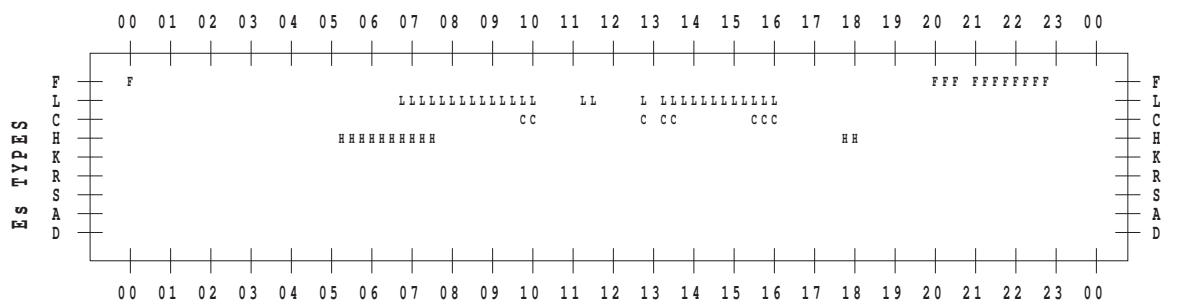 00 01 02 03 04 05 06 07 08 09 10 11 12 13 14 15 16 17 18 19 20 21 22 23 00
F F FFF FFFFFFFF F
L LLLLLLLLLLLLLL LL L LLLLLLLLLLLL L
C CC C CC CCC C
H HHHHHHHHHH HH H
K K
R R
S S
A A
D D
Es TYPES
00 01 02 03 04 05 06 07 08 09 10 11 12 13 14 15 16 17 18 19 20 21 22 23 00